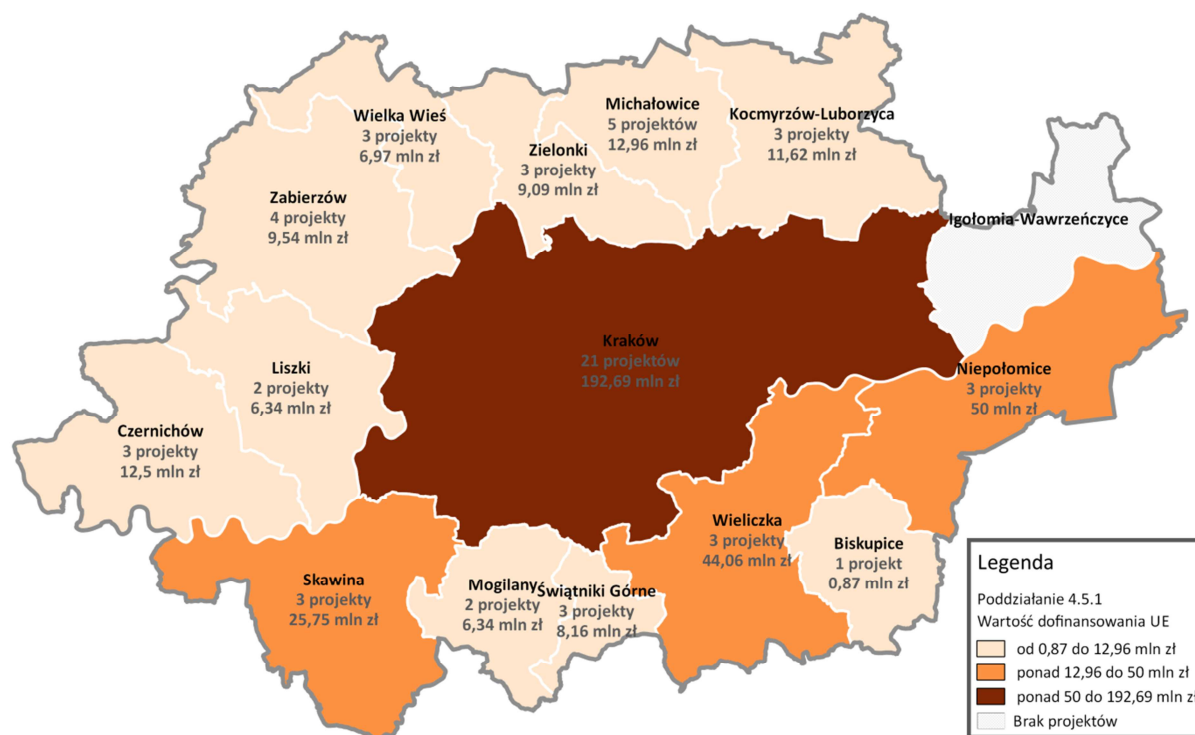 Wielka Wieś
3 projekty
6,97 mln zł
Michałowice
5 projektów
12,96 mln zł
Kocmyrzów-Luborzyca
3 projekty
11,62 mln zł
Zielonki
3 projekty
9,09 mln zł
Zabierzów
4 projekty
9,54 mln zł
Igołomia-Wawrzeńczyce
Kraków
21 projektów
192,69 mln zł
Liszki
2 projekty
6,34 mln zł
Niepołomice
3 projekty
50 mln zł
Czernichów
3 projekty
12,5 mln zł
Wieliczka
3 projekty
44,06 mln zł
Biskupice
1 projekt
0,87 mln zł
Skawina
3 projekty
25,75 mln zł
Mogilany
2 projekty
6,34 mln zł
Świątniki Górne
3 projekty
8,16 mln zł
Legenda
Poddziałanie 4.5.1
Wartość dofinansowania UE
od 0,87 do 12,96 mln zł
ponad 12,96 do 50 mln zł
ponad 50 do 192,69 mln zł
Brak projektów